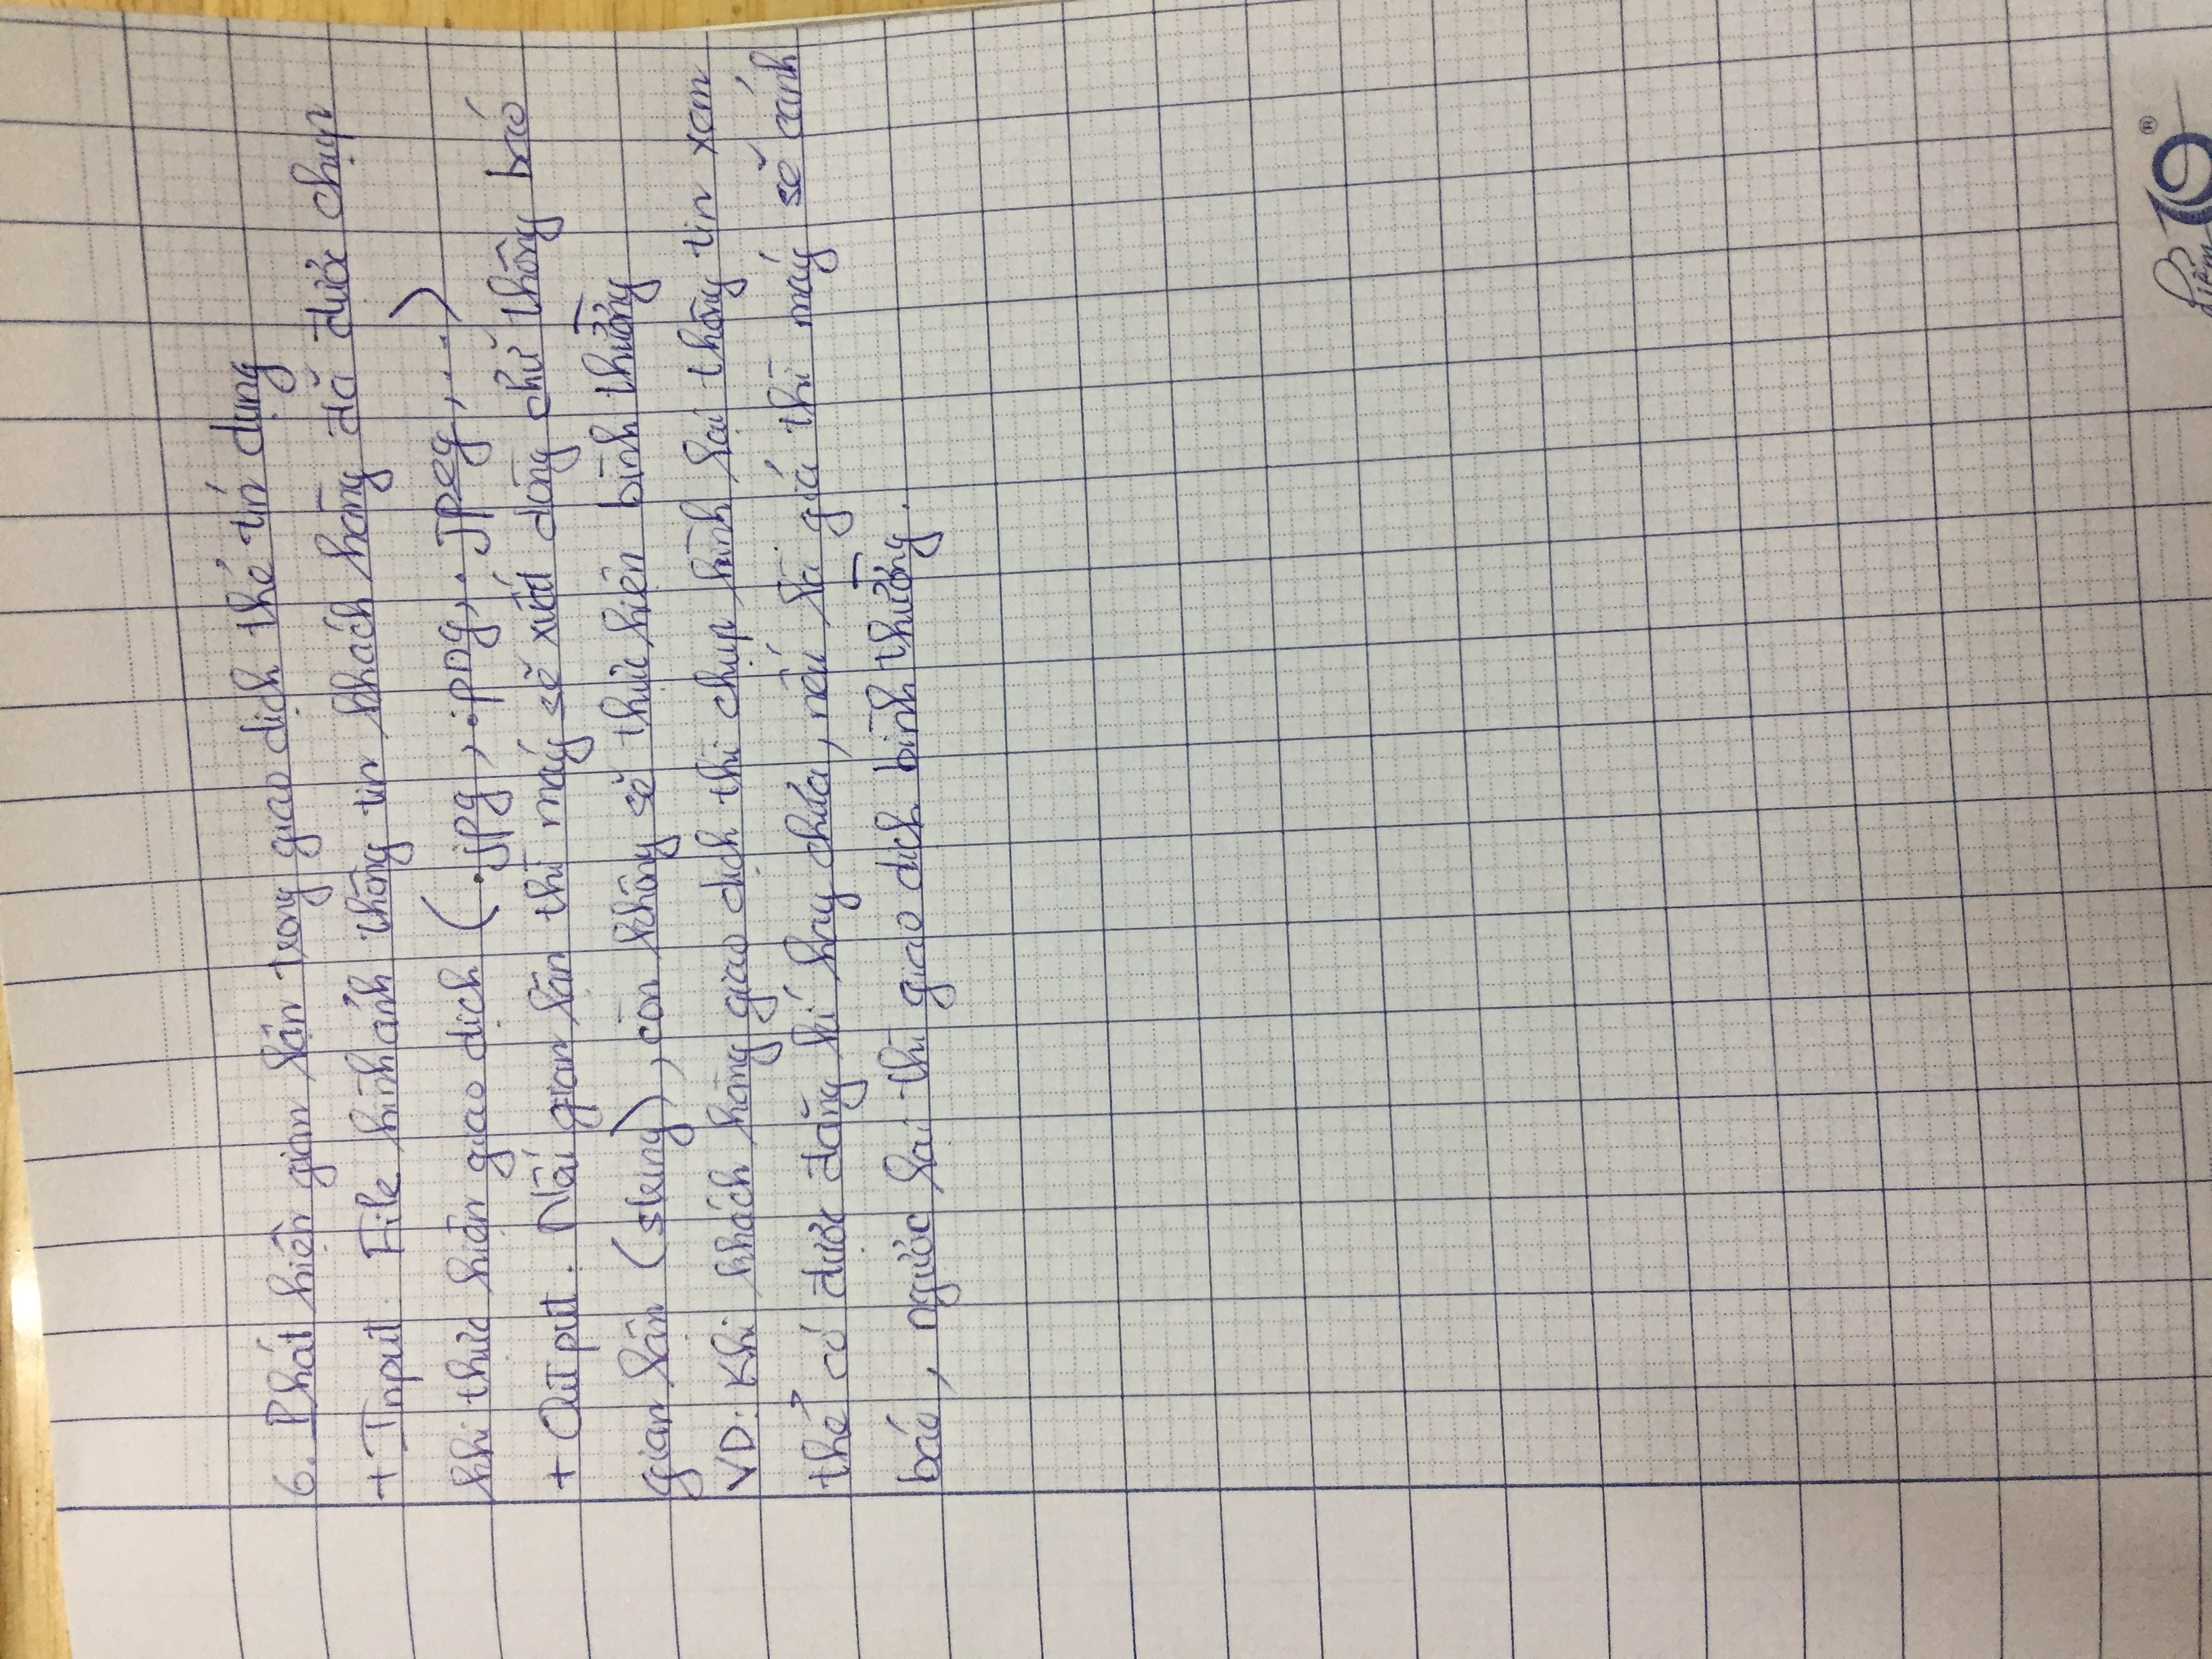 6. Phát hiện gian lận trong giao dịch thẻ tín dụng
+ Input. File hình ảnh thông tin khách hàng đã được chụp
khi thực hiện giao dịch (.jpg, .png, .jpeg, ...)
+ Output. Nếu gian lận thì máy sẽ xuất dòng chữ thông báo
gian lận (string), còn không sẽ thực hiện bình thường
VD: Khi khách hàng giao dịch thì chụp hình lại thông tin xem
thẻ có được đăng kí hay chưa, nếu là giả thì máy sẽ cảnh
báo, ngược lại thì giao dịch bình thường.
Điểm 10 ®